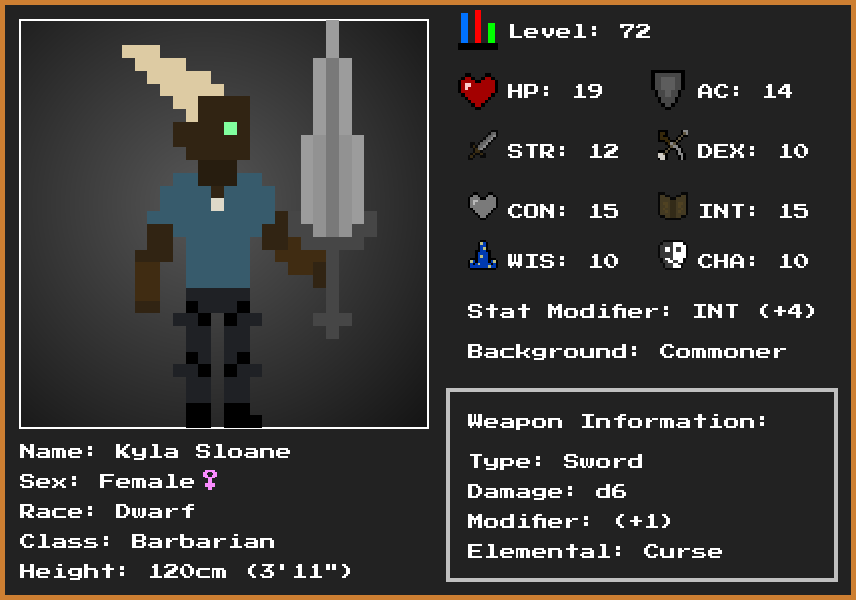 Level: 72
HP: 19
AC: 14
STR: 12
DEX: 10
CON: 15
INT: 15
WIS: 10
CHA: 10
Stat Modifier: INT (+4)
Background: Commoner
Weapon Information:
Type: Sword
Damage: d6
Modifier: (+1)
Elemental: Curse
Name: Kyla Sloane
Sex: Female♀
Race: Dwarf
Class: Barbarian
Height: 120cm (3'11")